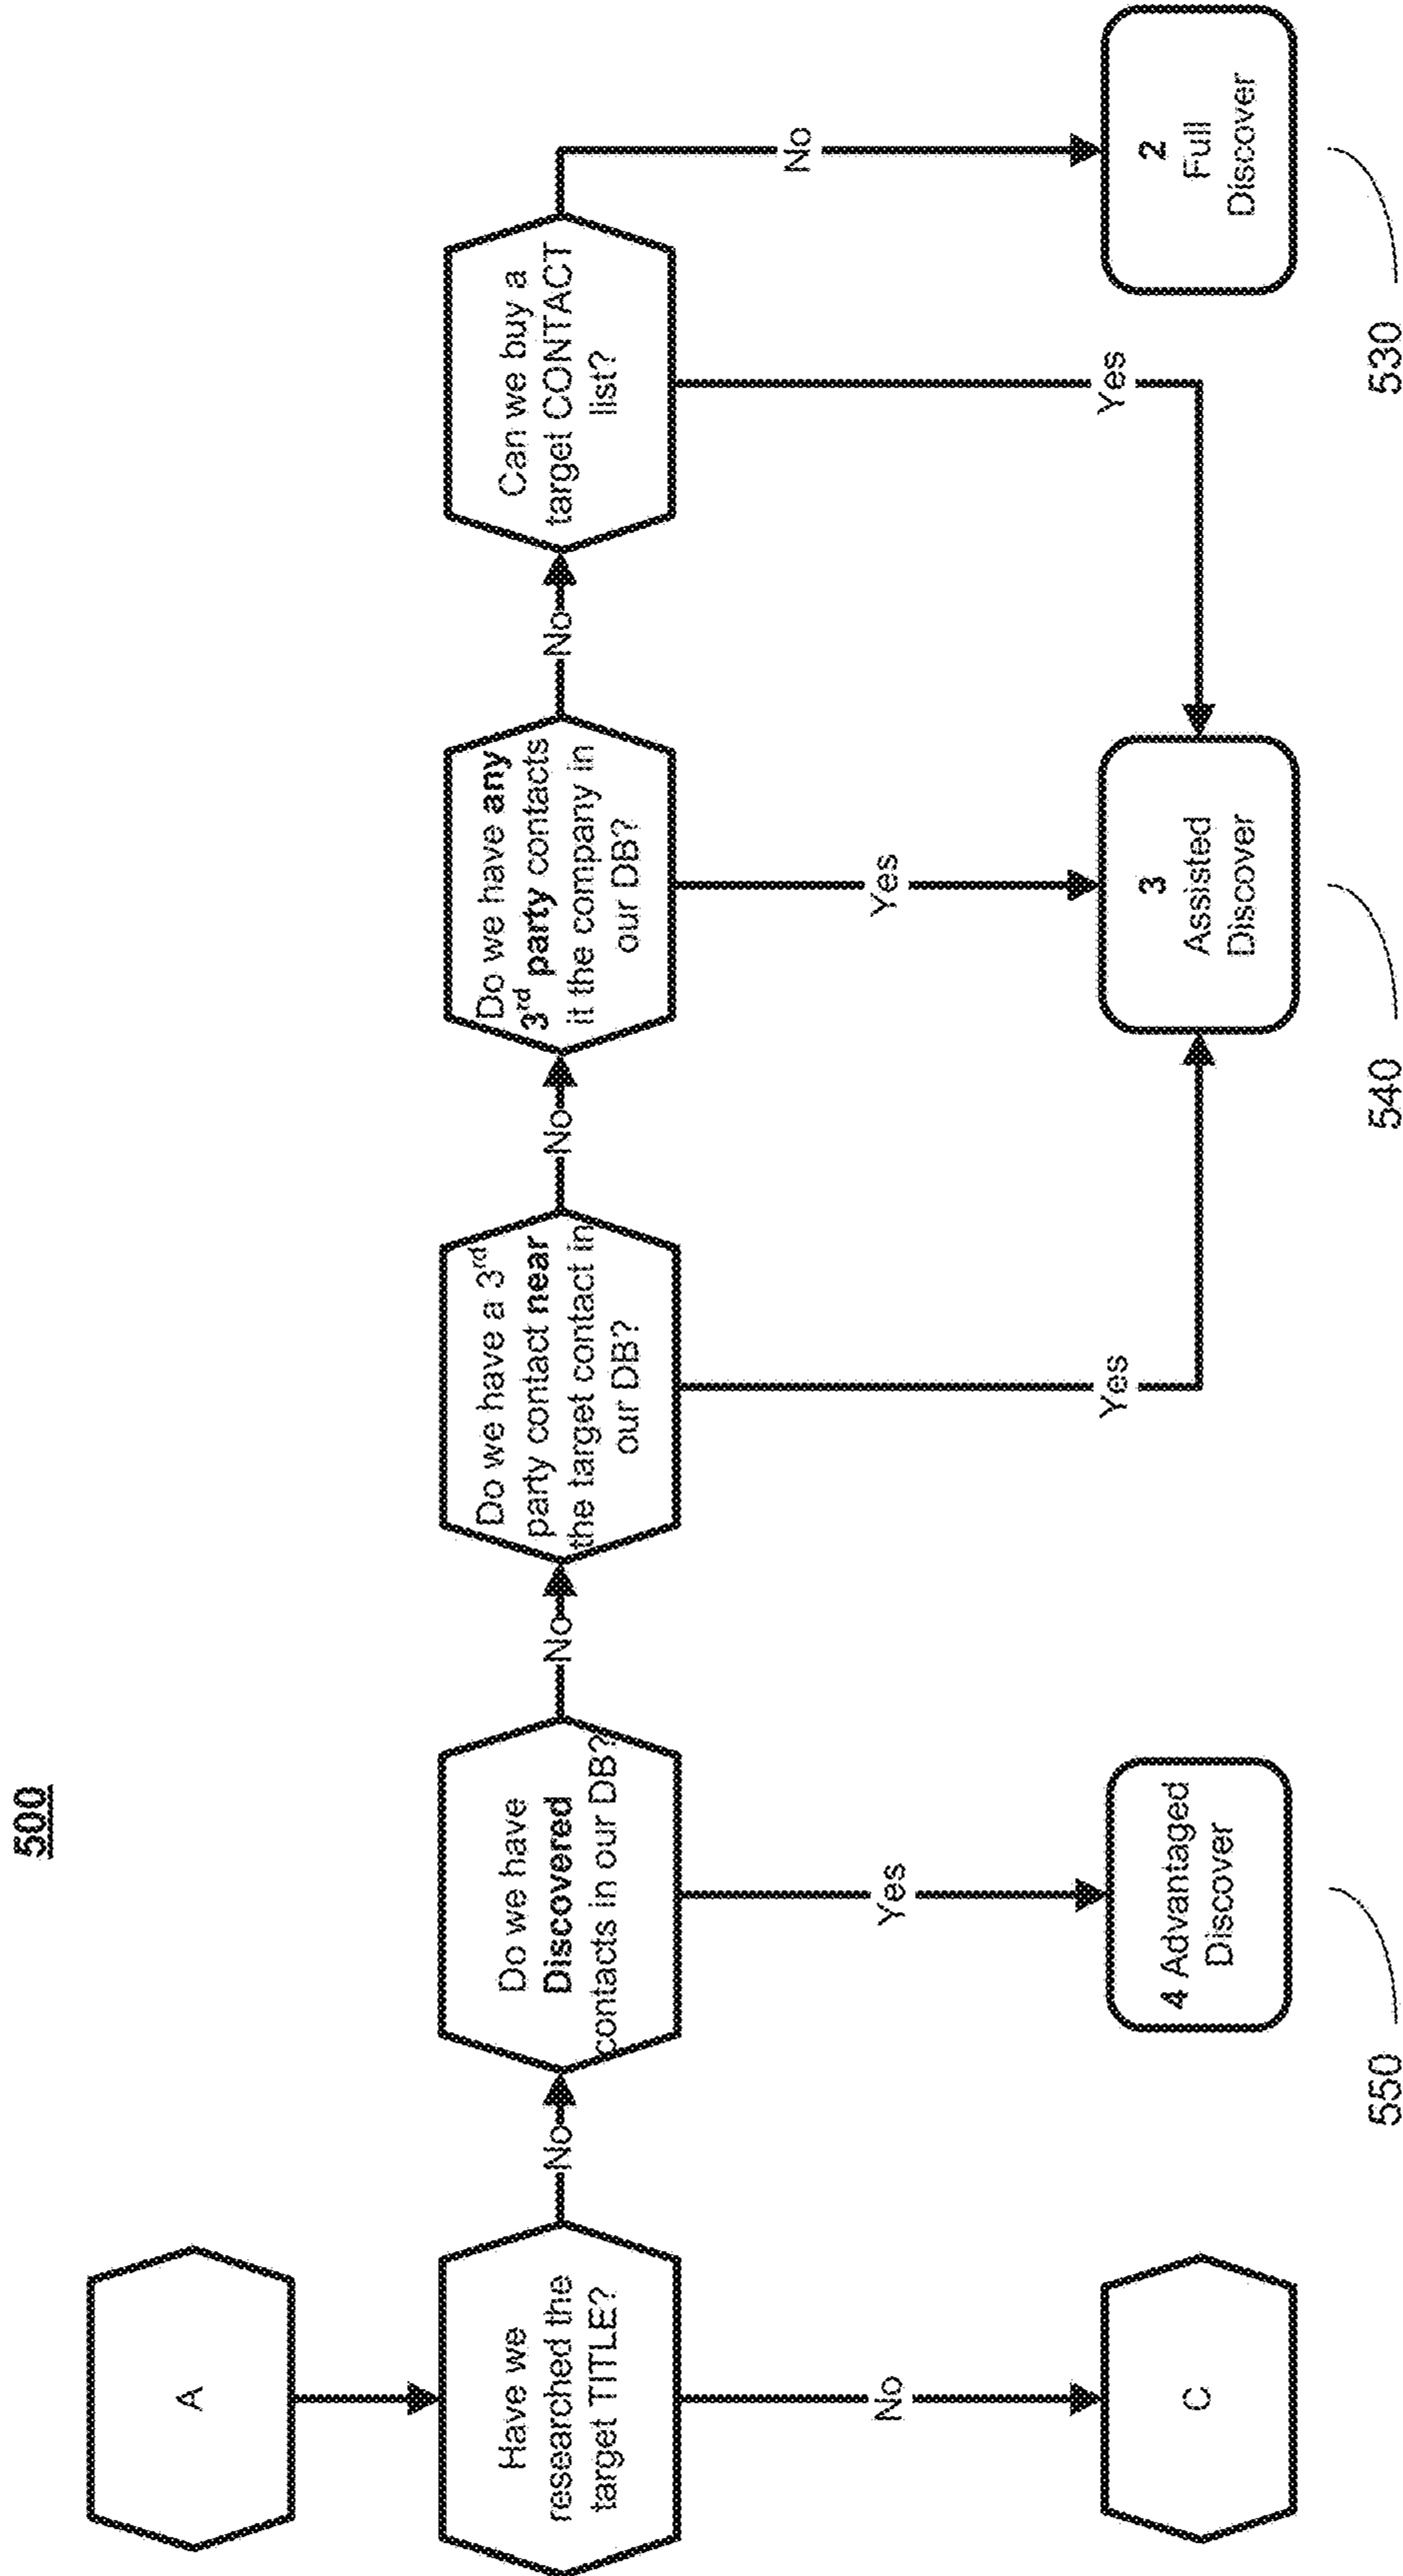 500
A
Have we
researched the
target TITLE?
No
No
C
Do we have
Discovered
contacts in our DB?
No
Yes
4 Advantaged
Discover
550
Do we have a 3rd
party contact near
the target contact in
our DB?
No
Yes
Do we have any
3rd party contacts
it the company in
our DB?
No
Yes
3
Assisted
Discover
540
Can we buy a
target CONTACT
list?
Yes
No
2
Full
Discover
530